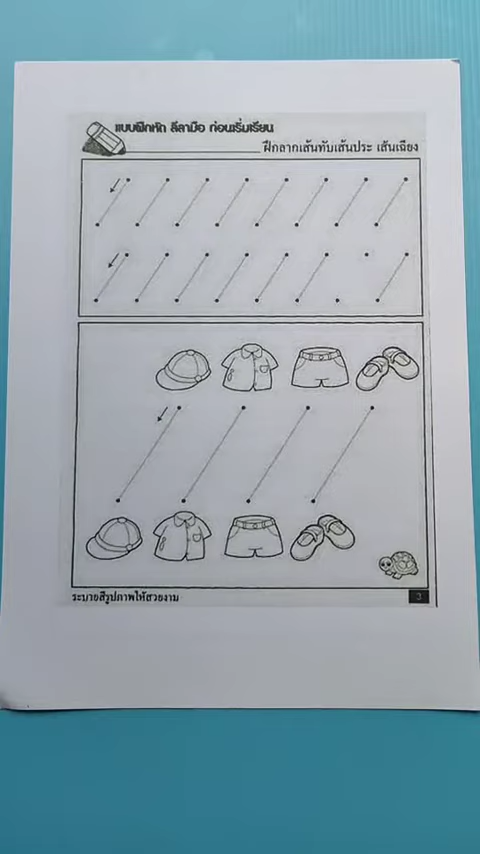 แบบฝึกหัด ลีลามือ ก่อนเริ่มเรียน
ฝึกลากเส้นทับเส้นประ เส้นเฉียง
ระบายสีรูปภาพให้สวยงาม
3